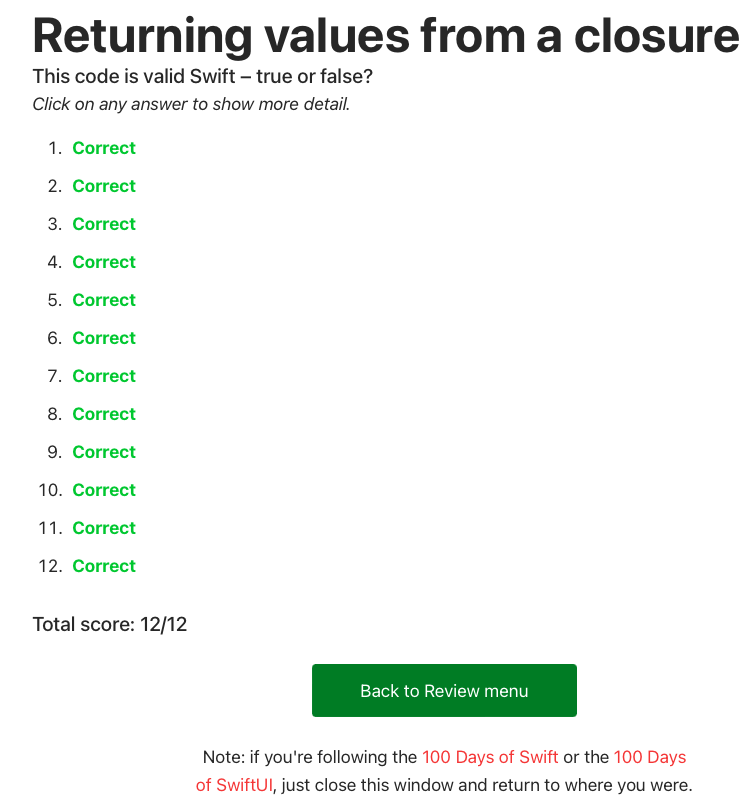 Returning values from a closure
This code is valid Swift – true or false?
Click on any answer to show more detail.
1. Correct
2. Correct
3. Correct
4. Correct
5. Correct
6. Correct
7. Correct
8. Correct
9. Correct
10. Correct
11. Correct
12. Correct
Total score: 12/12
Back to Review menu
Note: if you're following the 100 Days of Swift or the 100 Days
of SwiftUI, just close this window and return to where you were.